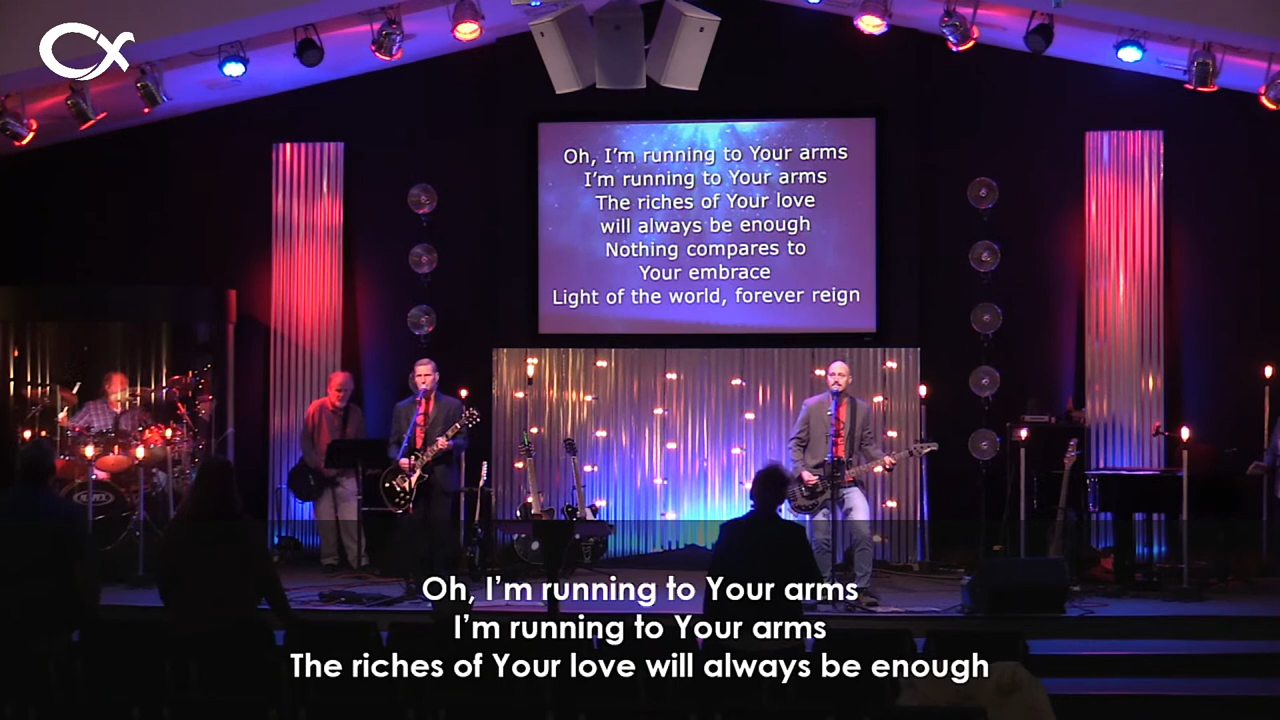 CX
Oh, I'm running to Your arms
I'm running to Your arms
The riches of Your love
will always be enough
Nothing compares to
Your embrace
Light of the world, forever reign
Oh, I'm running to Your arms
I'm running to Your arms
The riches of Your love will always be enough